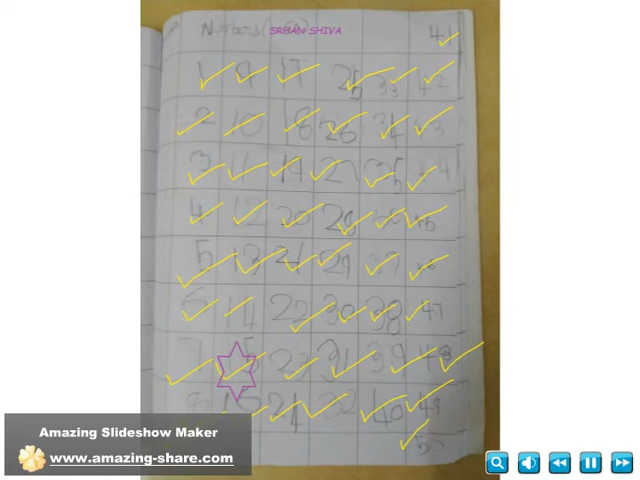 Numbers SRHAN SHIVA
41
1 9 17 25 33 42
2 10 18 26 34 43
3 11 19 27 35 44
4 12 20 28 36 45
5 13 21 29 37 46
6 14 22 30 38 47
7 15 23 31 39 48
8 16 24 32 40 49
50
Amazing Slideshow Maker
www.amazing-share.com